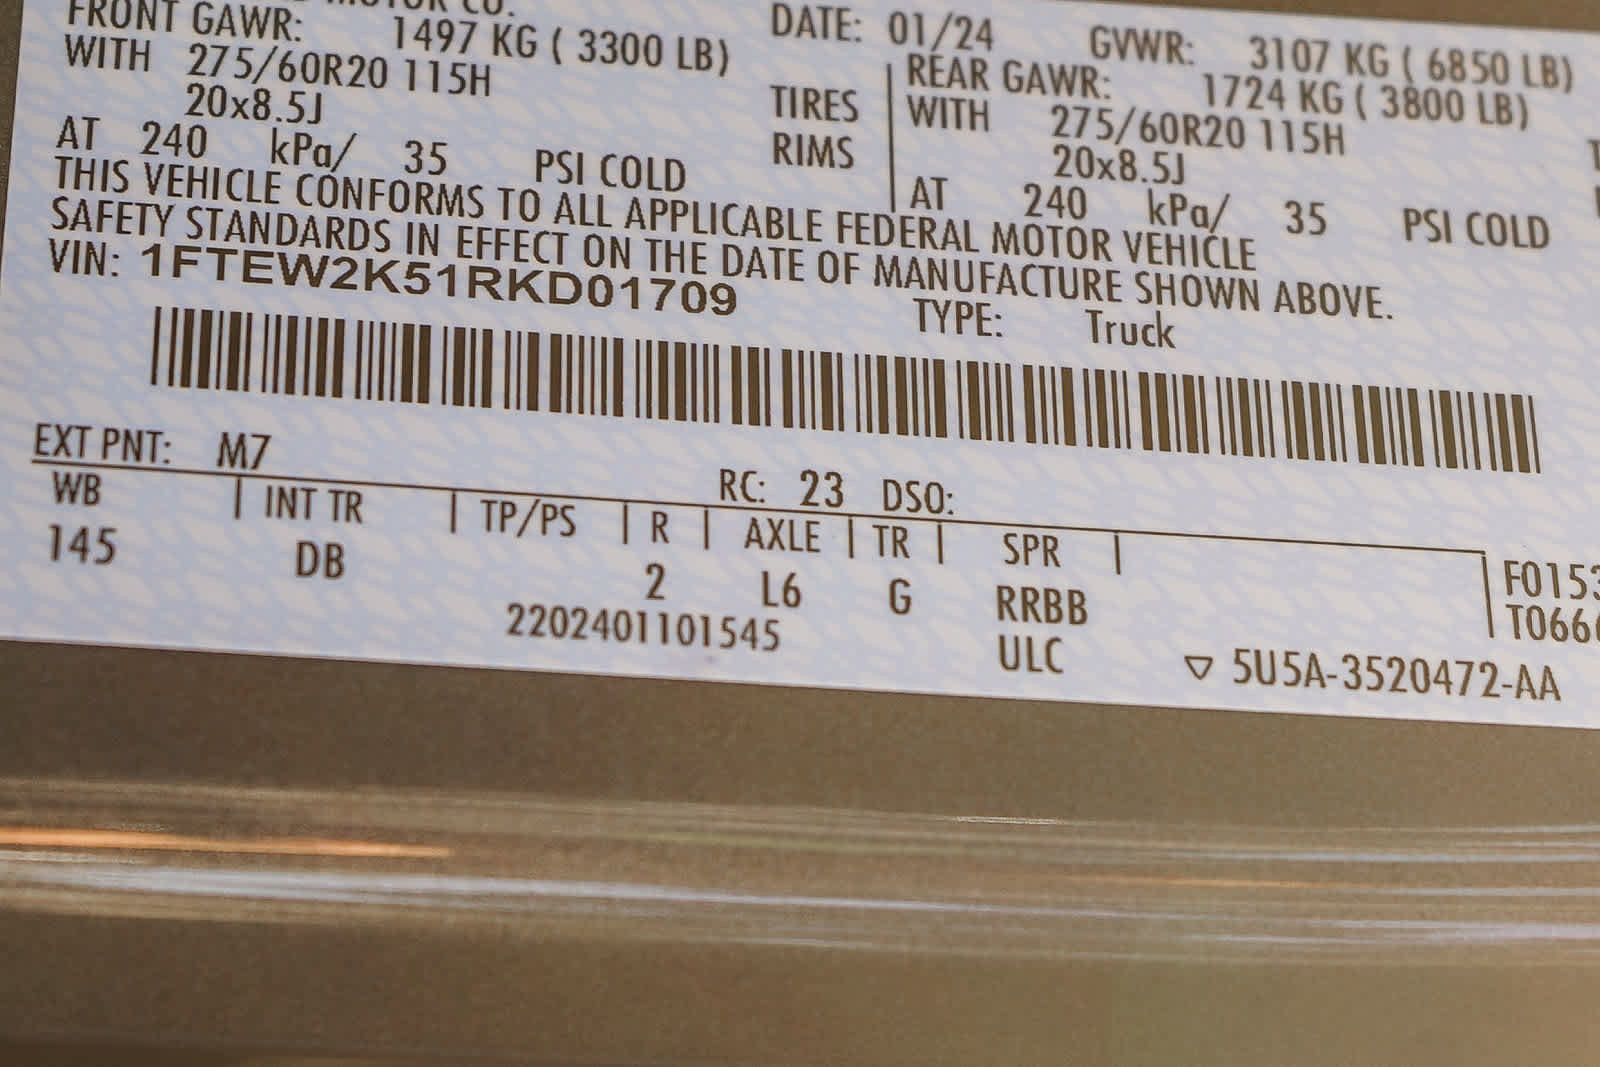 MOTOR CO.
DATE: 01/24 GVWR: 3107 KG ( 6850 LB)
FRONT GAWR: 1497 KG ( 3300 LB) REAR GAWR: 1724 KG ( 3800 LB)
WITH 275/60R20 115H TIRES WITH 275/60R20 115H
20x8.5J RIMS 20x8.5J
AT 240 kPa/ 35 PSI COLD AT 240 kPa/ 35 PSI COLD
THIS VEHICLE CONFORMS TO ALL APPLICABLE FEDERAL MOTOR VEHICLE
SAFETY STANDARDS IN EFFECT ON THE DATE OF MANUFACTURE SHOWN ABOVE.
VIN: 1FTEW2K51RKD01709
TYPE: Truck
EXT PNT: M7 RC: 23 DSO:
WB | INT TR | TP/PS | R | AXLE | TR | SPR |
145 DB 2 L6 G RRBB
F0153
T066
2202401101545 ULC
▽ 5U5A-3520472-AA